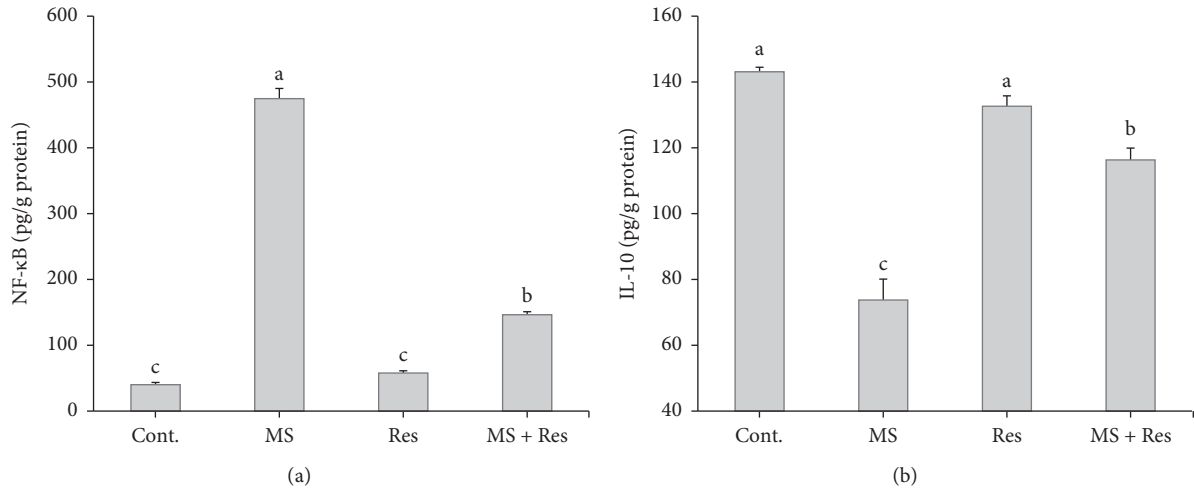 600
500
400
300
200
100
0
NF-κB (pg/g protein)
c
a
c
b
Cont.
MS
Res
MS + Res
(a)
160
140
120
100
80
60
40
IL-10 (pg/g protein)
a
c
a
b
Cont.
MS
Res
MS + Res
(b)